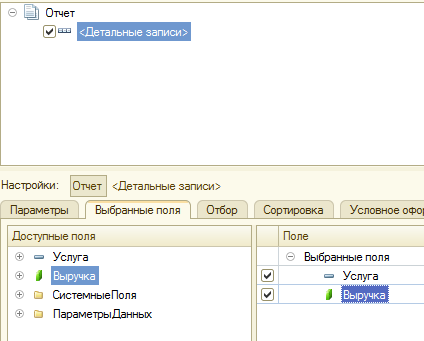 Отчет
<Детальные записи>
Настройки: Отчет <Детальные записи>
Параметры Выбранные поля Отбор Сортировка Условное офор
Доступные поля
Услуга
Выручка
СистемныеПоля
ПараметрыДанных
Поле
Выбранные поля
Услуга
Выручка